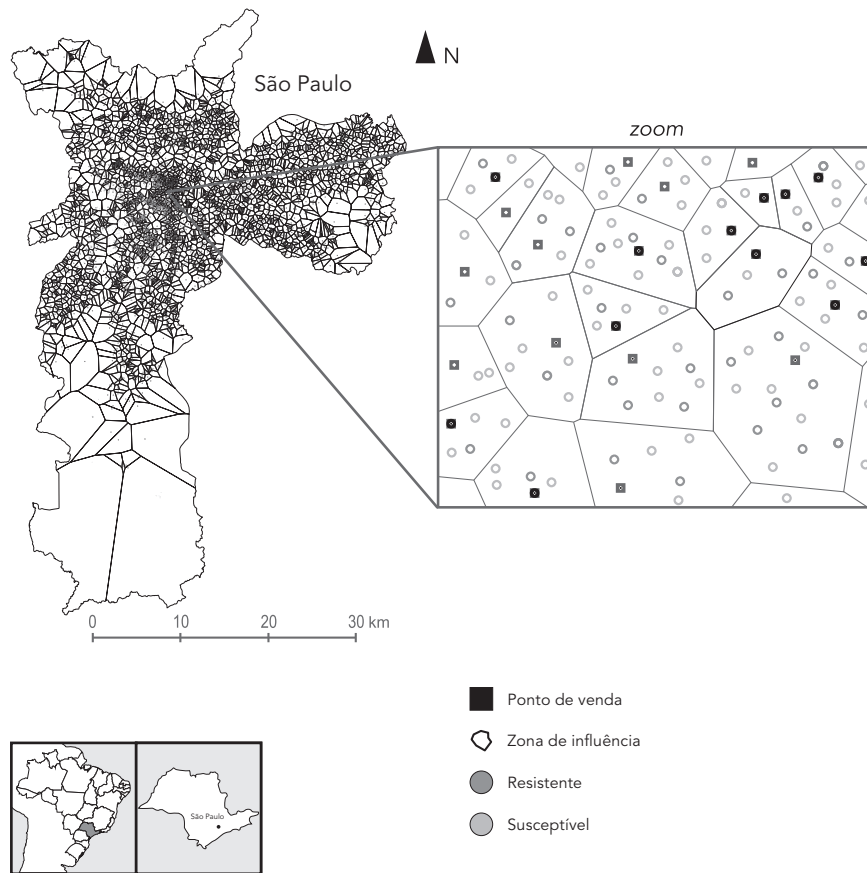 N
São Paulo
zoom
0 10 20 30 km
Ponto de venda
Zona de influência
Resistente
Susceptível
São Paulo